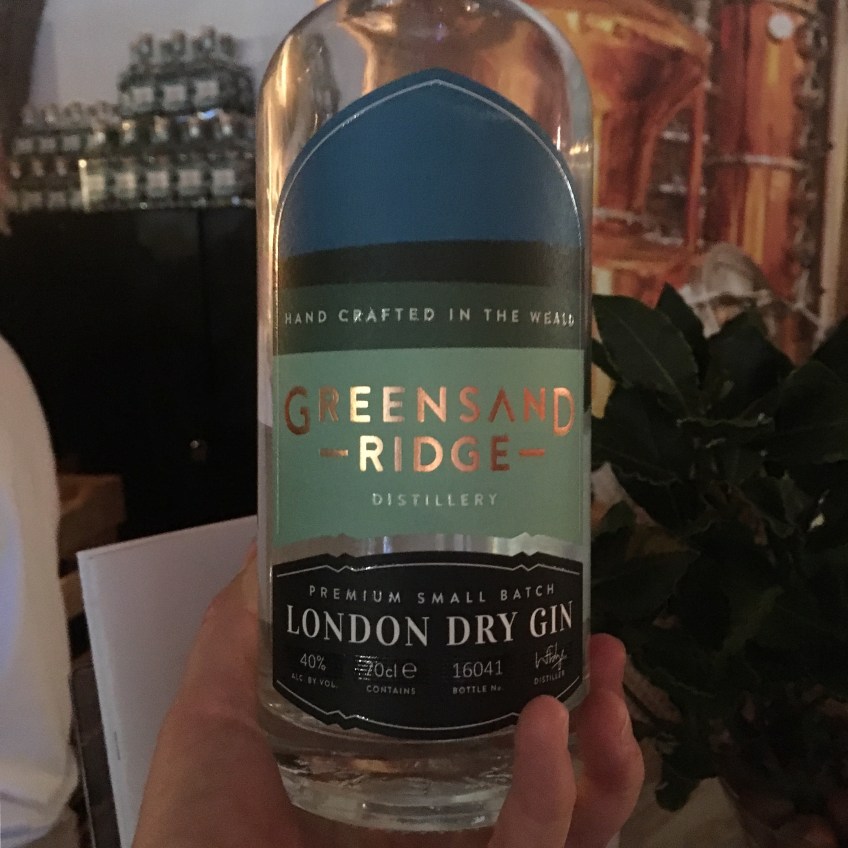 HAND CRAFTED IN THE WEALD
GREENSAND
RIDGE
DISTILLERY
PREMIUM SMALL BATCH
LONDON DRY GIN
40%
ALC BY VOL.
70cl e
CONTAINS
16041
BOTTLE No.
DISTILLER